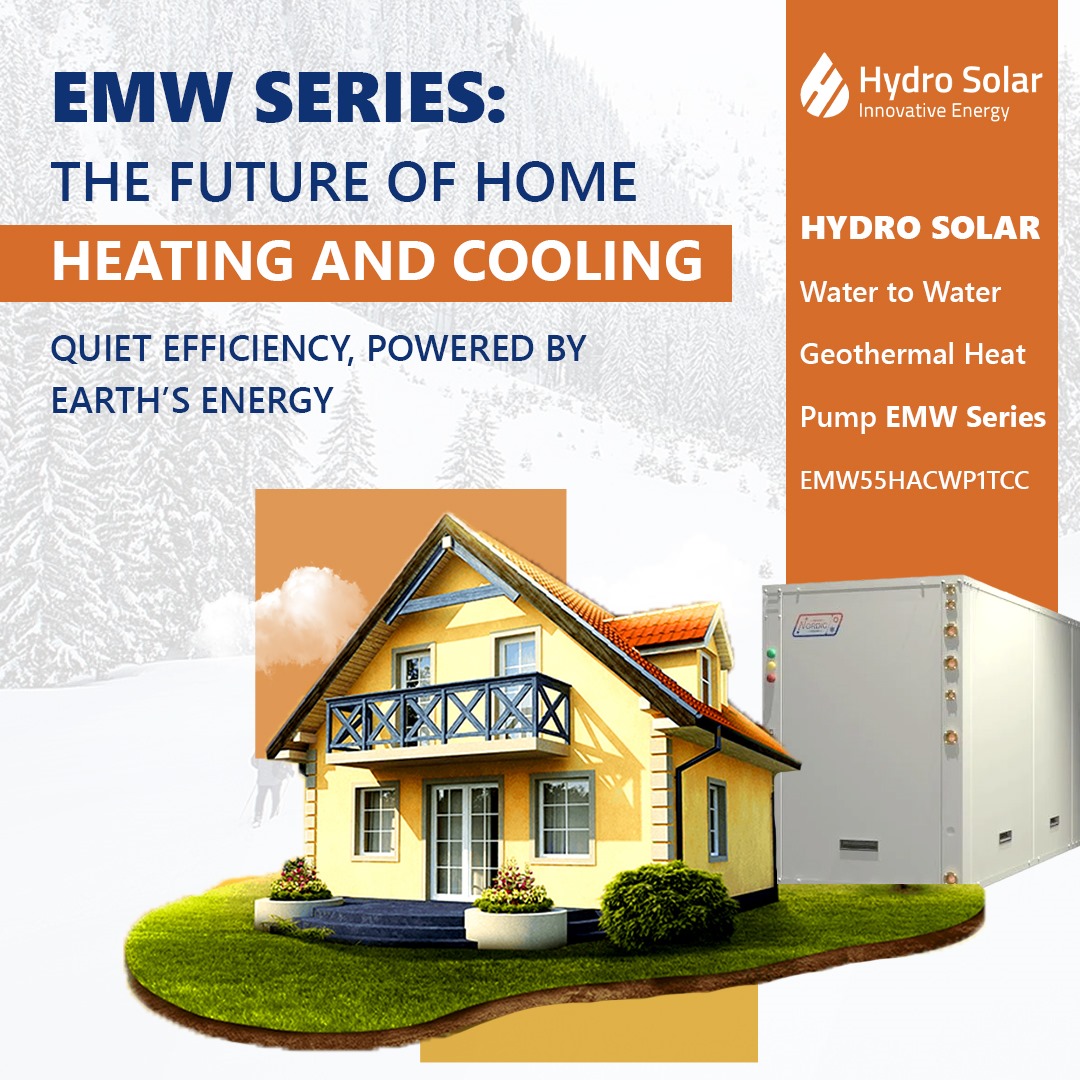 EMW SERIES:
THE FUTURE OF HOME
HEATING AND COOLING
QUIET EFFICIENCY, POWERED BY
EARTH'S ENERGY
Hydro Solar
Innovative Energy
HYDRO SOLAR
Water to Water
Geothermal Heat
Pump EMW Series
EMW55HACWP1TCC
NORDIC